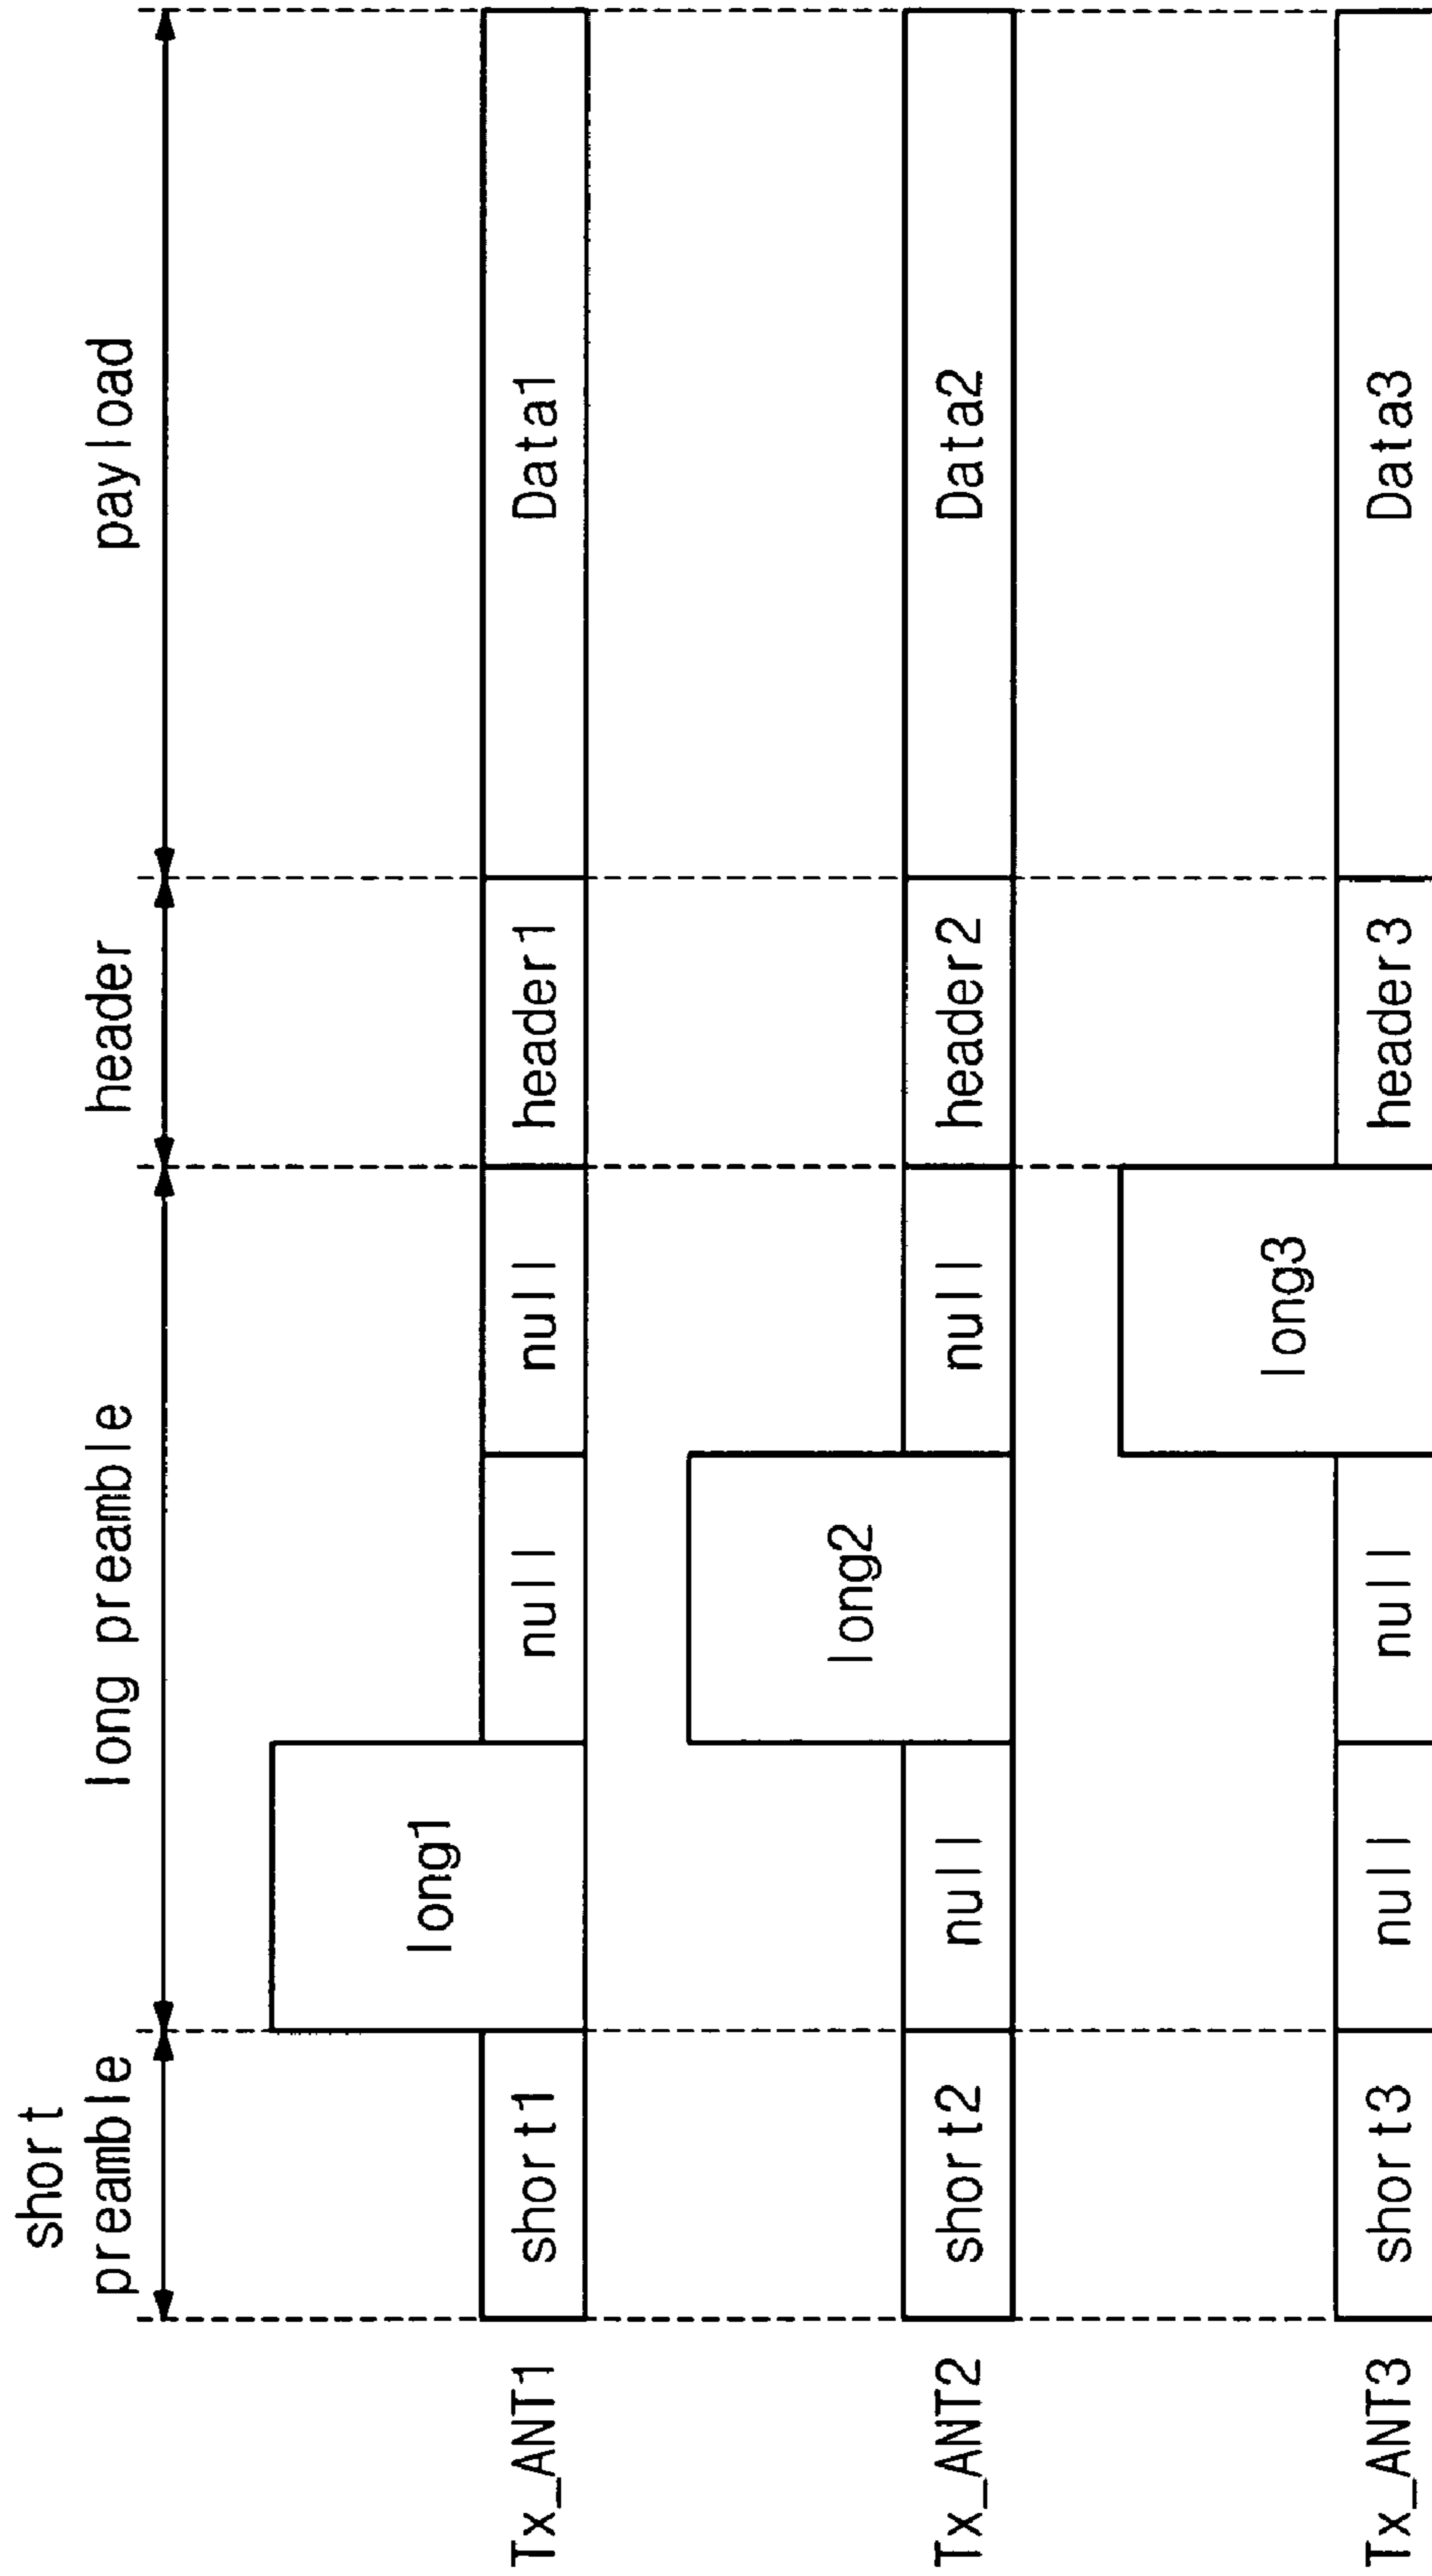 short
preamble
long preamble
header
payload
Tx_ANT1
short1
long1
null
null
header1
Data1
Tx_ANT2
short2
null
long2
null
header2
Data2
Tx_ANT3
short3
null
null
long3
header3
Data3